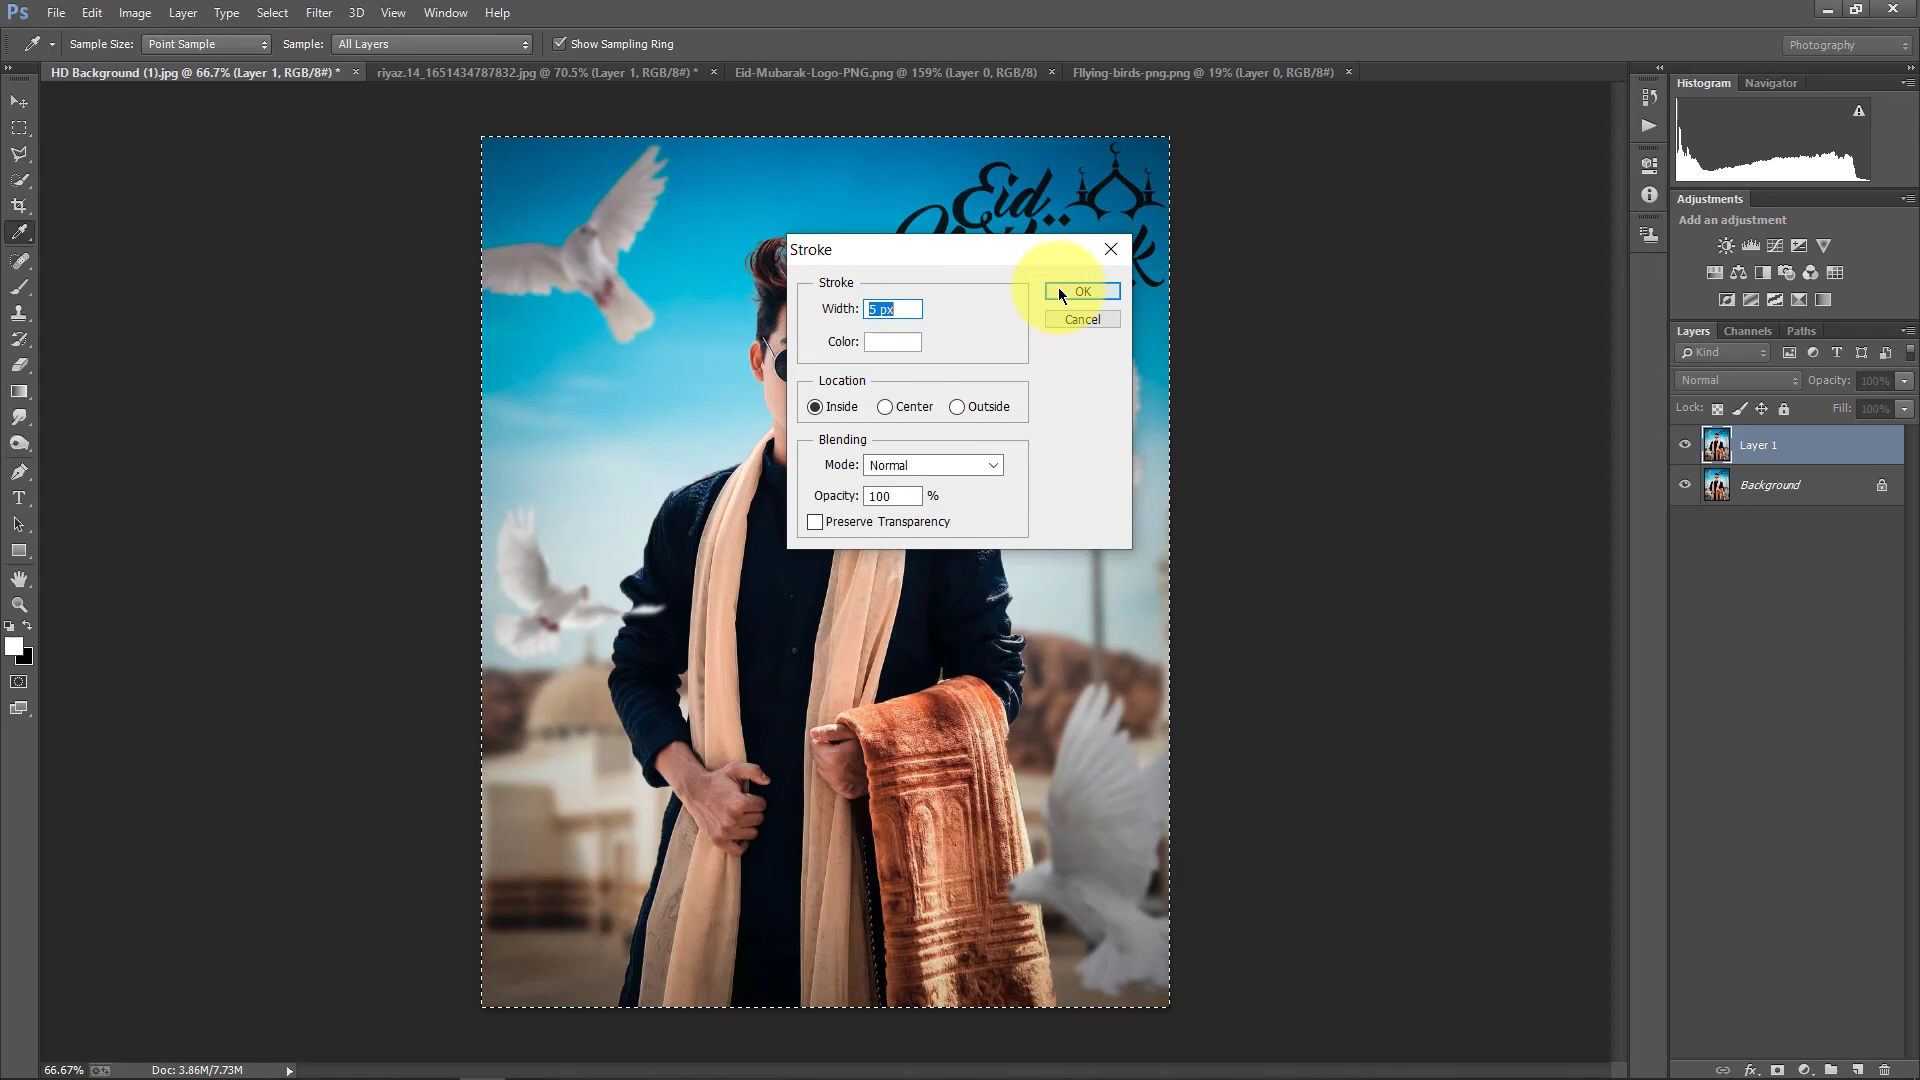 Ps File Edit Image Layer Type Select Filter 3D View Window Help
Sample Size: Point Sample Sample: All Layers Show Sampling Ring Photography
HD Background (1).jpg @ 66.7% (Layer 1, RGB/8#) * × riyaz.14_1651434787832.jpg @ 70.5% (Layer 1, RGB/8#) * × Eid-Mubarak-Logo-PNG.png @ 159% (Layer 0, RGB/8) × Fllying-birds-png.png @ 19% (Layer 0, RGB/8#) ×
Histogram Navigator
Eid
Stroke
Stroke
Width: 5 px
Color:
OK
Cancel
Location
Inside Center Outside
Blending
Mode: Normal
Opacity: 100 %
Preserve Transparency
Adjustments
Add an adjustment
Layers Channels Paths
Kind
Normal Opacity: 100%
Lock: Fill: 100%
Layer 1
Background
66.67% Doc: 3.86M/7.73M
fx